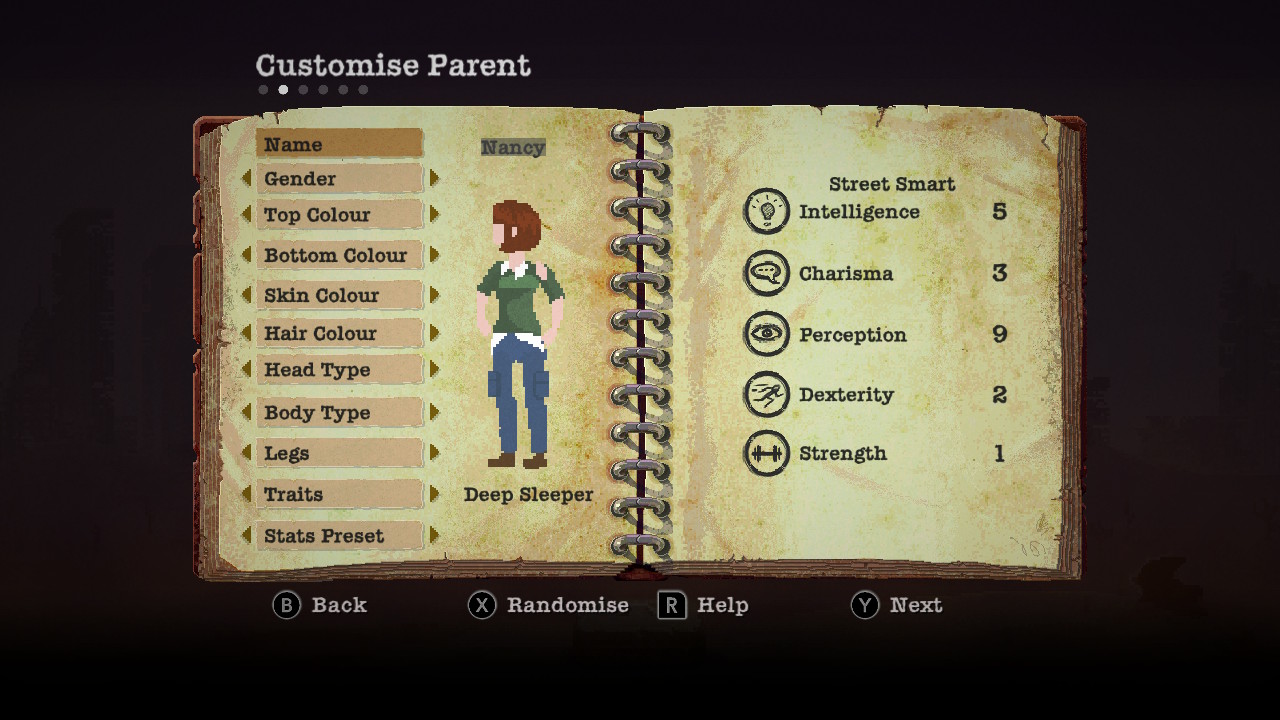 Customise Parent
Name
Nancy
Gender
Top Colour
Bottom Colour
Skin Colour
Hair Colour
Head Type
Body Type
Legs
Traits
Deep Sleeper
Stats Preset
Street Smart
Intelligence 5
Charisma 3
Perception 9
Dexterity 2
Strength 1
B Back
X Randomise
R Help
Y Next